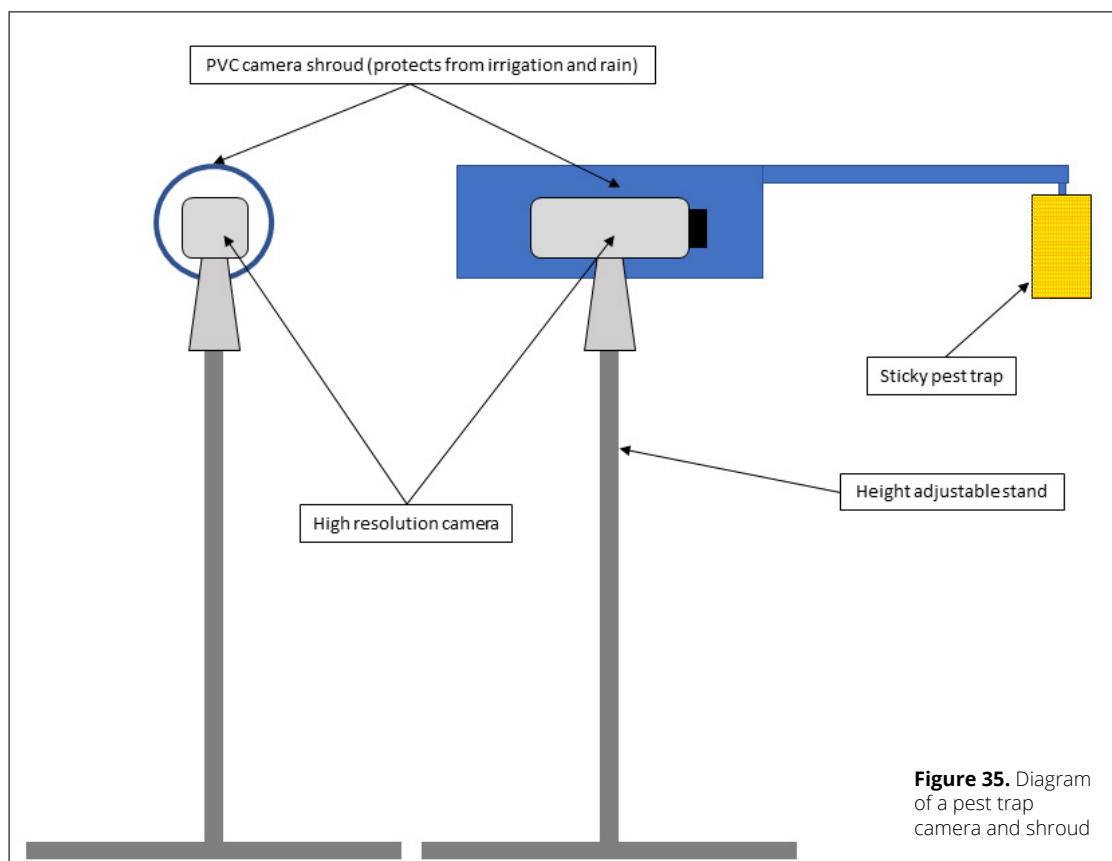 PVC camera shroud (protects from irrigation and rain)
Sticky pest trap
Height adjustable stand
High resolution camera
Figure 35. Diagram
of a pest trap
camera and shroud